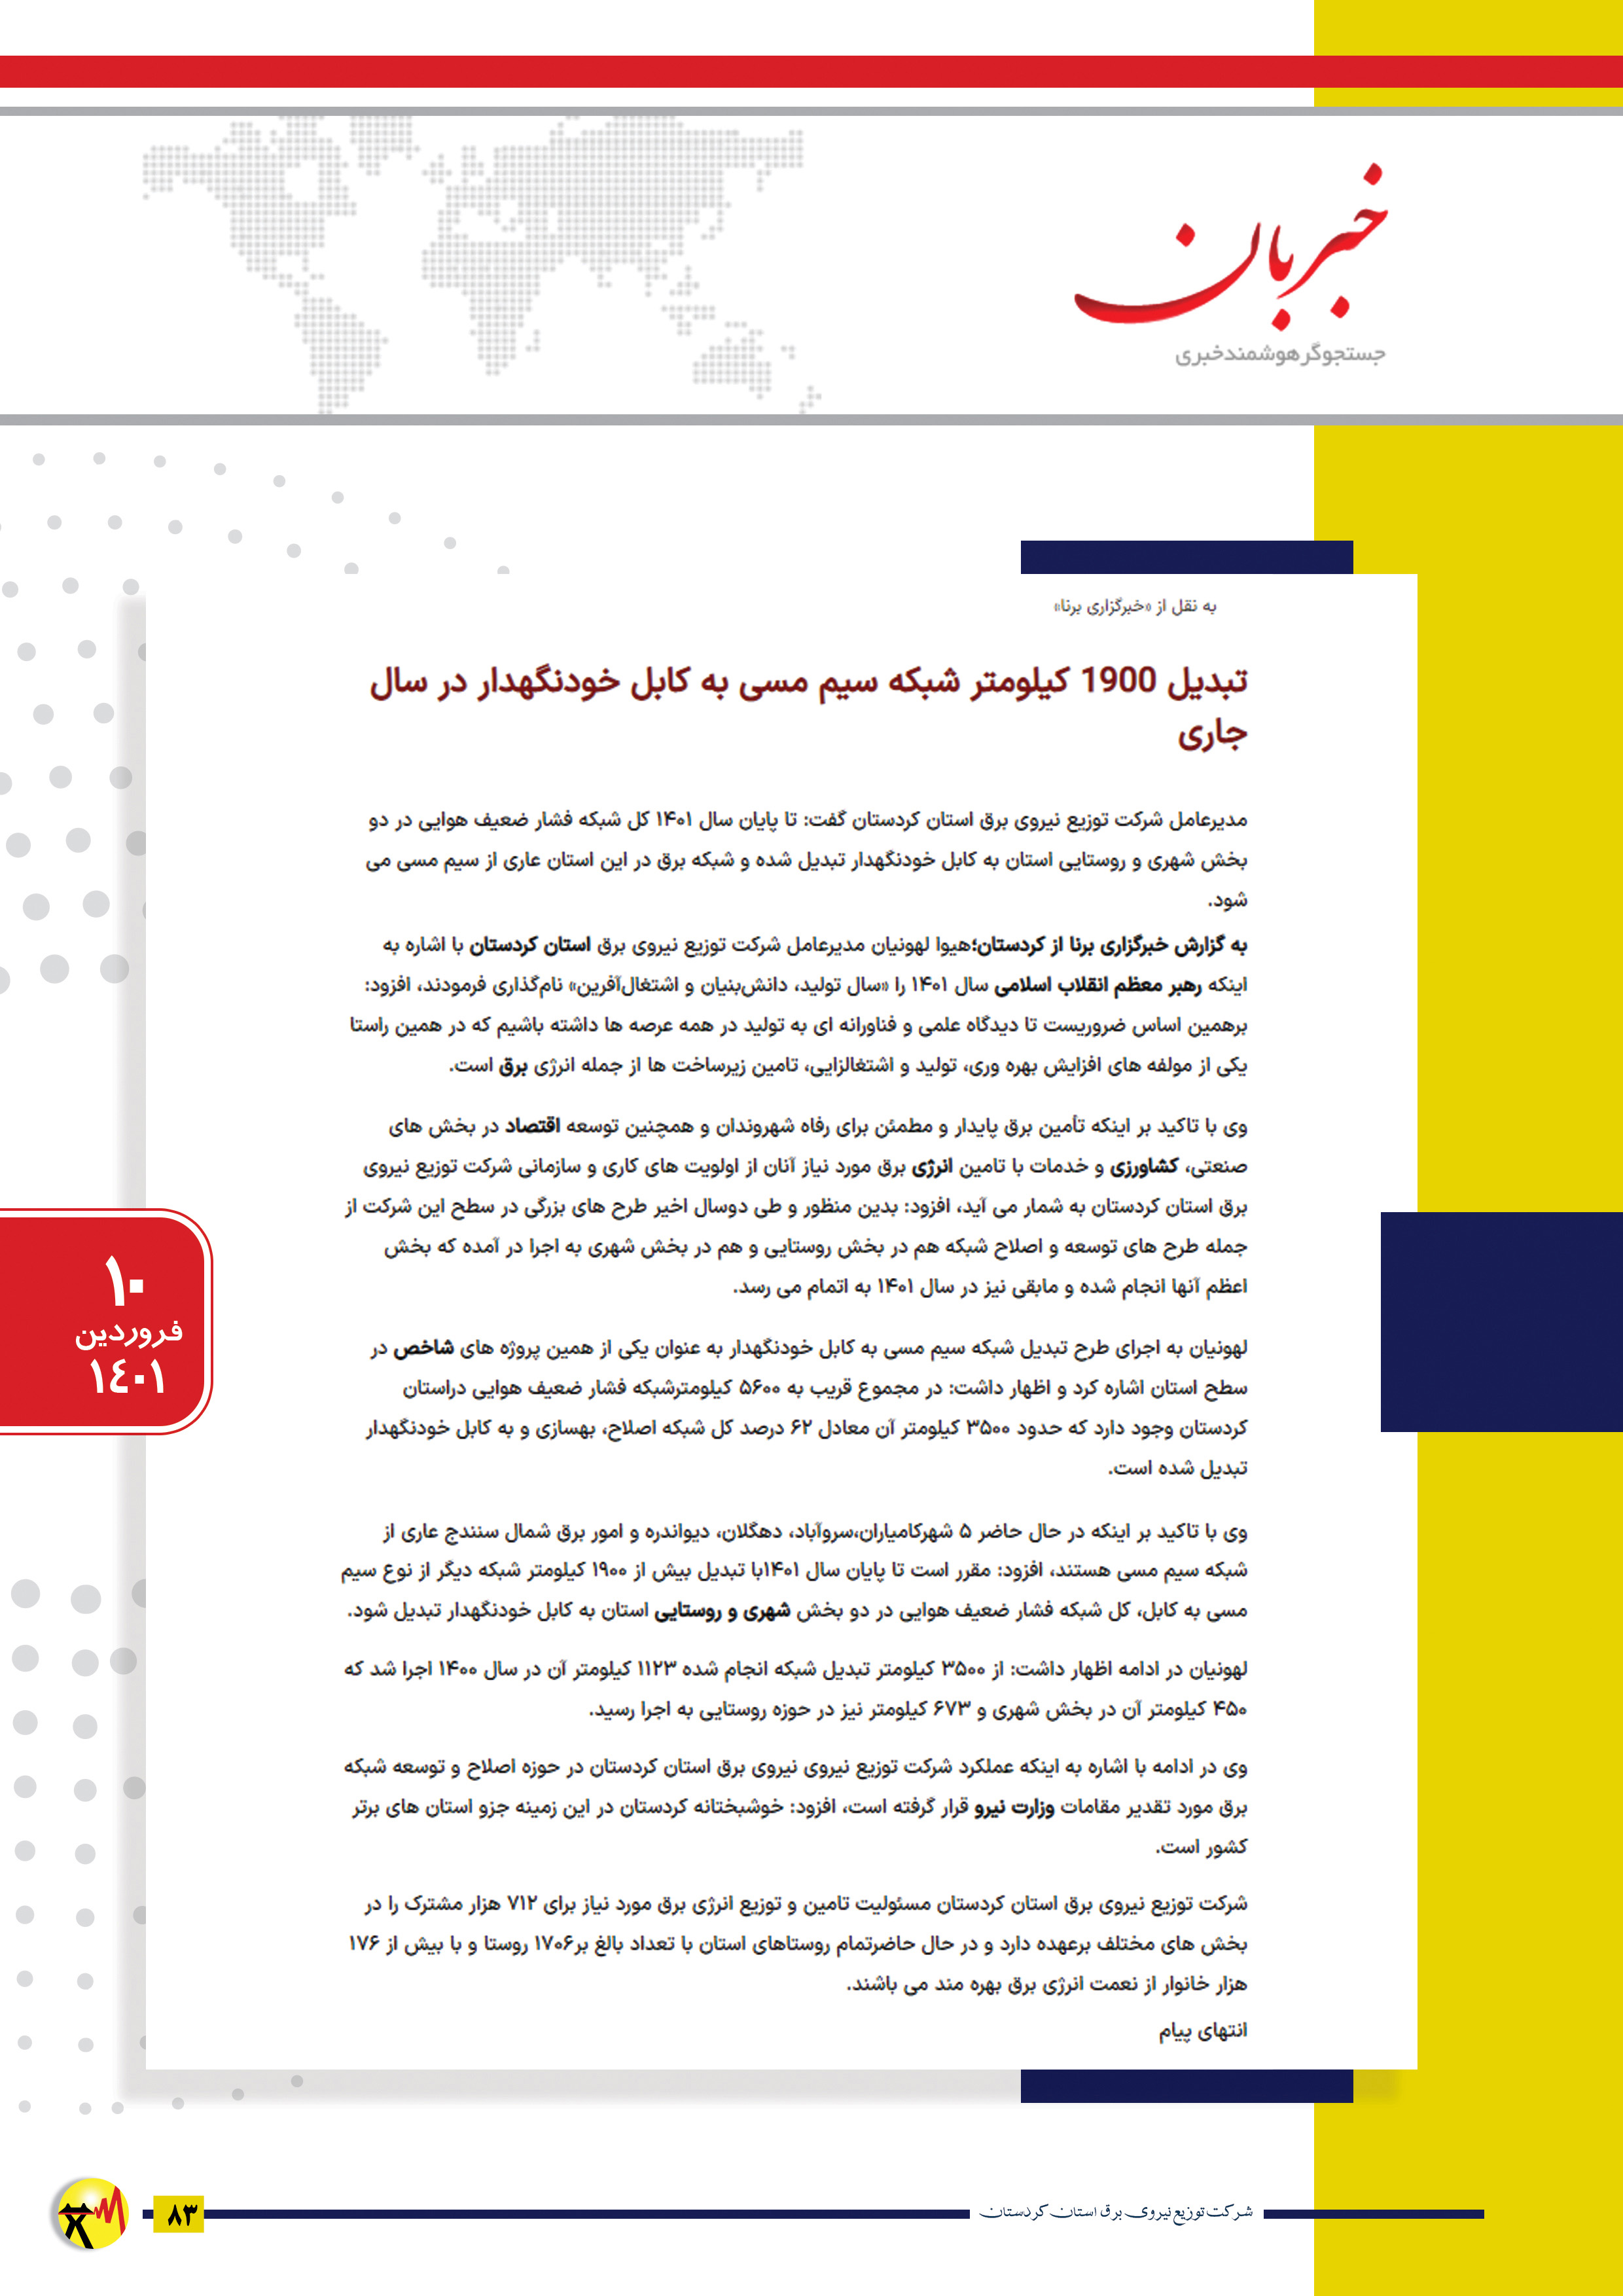 خبربان
جستجوگر هوشمند خبری
به نقل از «خبرگزاری برنا»
تبدیل 1900 کیلومتر شبکه سیم مسی به کابل خودنگهدار در سال
جاری
مدیرعامل شرکت توزیع نیروی برق استان کردستان گفت: تا پایان سال ۱۴۰۱ کل شبکه فشار ضعیف هوایی در دو
بخش شهری و روستایی استان به کابل خودنگهدار تبدیل شده و شبکه برق در این استان عاری از سیم مسی می
شود.
به گزارش خبرگزاری برنا از کردستان؛هیوا لهونیان مدیرعامل شرکت توزیع نیروی برق استان کردستان با اشاره به
اینکه رهبر معظم انقلاب اسلامی سال ۱۴۰۱ را «سال تولید، دانش‌بنیان و اشتغال‌آفرین» نام‌گذاری فرمودند، افزود:
برهمین اساس ضروریست تا دیدگاه علمی و فناورانه ای به تولید در همه عرصه ها داشته باشیم که در همین راستا
یکی از مولفه های افزایش بهره وری، تولید و اشتغالزایی، تامین زیرساخت ها از جمله انرژی برق است.
وی با تاکید بر اینکه تأمین برق پایدار و مطمئن برای رفاه شهروندان و همچنین توسعه اقتصاد در بخش های
صنعتی، کشاورزی و خدمات با تامین انرژی برق مورد نیاز آنان از اولویت های کاری و سازمانی شرکت توزیع نیروی
برق استان کردستان به شمار می آید، افزود: بدین منظور و طی دوسال اخیر طرح های بزرگی در سطح این شرکت از
جمله طرح های توسعه و اصلاح شبکه هم در بخش روستایی و هم در بخش شهری به اجرا در آمده که بخش
اعظم آنها انجام شده و مابقی نیز در سال ۱۴۰۱ به اتمام می رسد.
لهونیان به اجرای طرح تبدیل شبکه سیم مسی به کابل خودنگهدار به عنوان یکی از همین پروژه های شاخص در
سطح استان اشاره کرد و اظهار داشت: در مجموع قریب به ۵۶۰۰ کیلومترشبکه فشار ضعیف هوایی دراستان
کردستان وجود دارد که حدود ۳۵۰۰ کیلومتر آن معادل ۶۲ درصد کل شبکه اصلاح، بهسازی و به کابل خودنگهدار
تبدیل شده است.
وی با تاکید بر اینکه در حال حاضر ۵ شهرکامیاران،سروآباد، دهگلان، دیواندره و امور برق شمال سنندج عاری از
شبکه سیم مسی هستند، افزود: مقرر است تا پایان سال ۱۴۰۱با تبدیل بیش از ۱۹۰۰ کیلومتر شبکه دیگر از نوع سیم
مسی به کابل، کل شبکه فشار ضعیف هوایی در دو بخش شهری و روستایی استان به کابل خودنگهدار تبدیل شود.
لهونیان در ادامه اظهار داشت: از ۳۵۰۰ کیلومتر تبدیل شبکه انجام شده ۱۱۲۳ کیلومتر آن در سال ۱۴۰۰ اجرا شد که
۴۵۰ کیلومتر آن در بخش شهری و ۶۷۳ کیلومتر نیز در حوزه روستایی به اجرا رسید.
وی در ادامه با اشاره به اینکه عملکرد شرکت توزیع نیروی نیروی برق استان کردستان در حوزه اصلاح و توسعه شبکه
برق مورد تقدیر مقامات وزارت نیرو قرار گرفته است، افزود: خوشبختانه کردستان در این زمینه جزو استان های برتر
کشور است.
شرکت توزیع نیروی برق استان کردستان مسئولیت تامین و توزیع انرژی برق مورد نیاز برای ۷۱۲ هزار مشترک را در
بخش های مختلف برعهده دارد و در حال حاضرتمام روستاهای استان با تعداد بالغ بر۱۷۰۶ روستا و با بیش از ۱۷۶
هزار خانوار از نعمت انرژی برق بهره مند می باشند.
انتهای پیام
۱۰
فروردین
۱٤۰۱
شرکت توزیع نیروی برق استان کردستان
۸۳